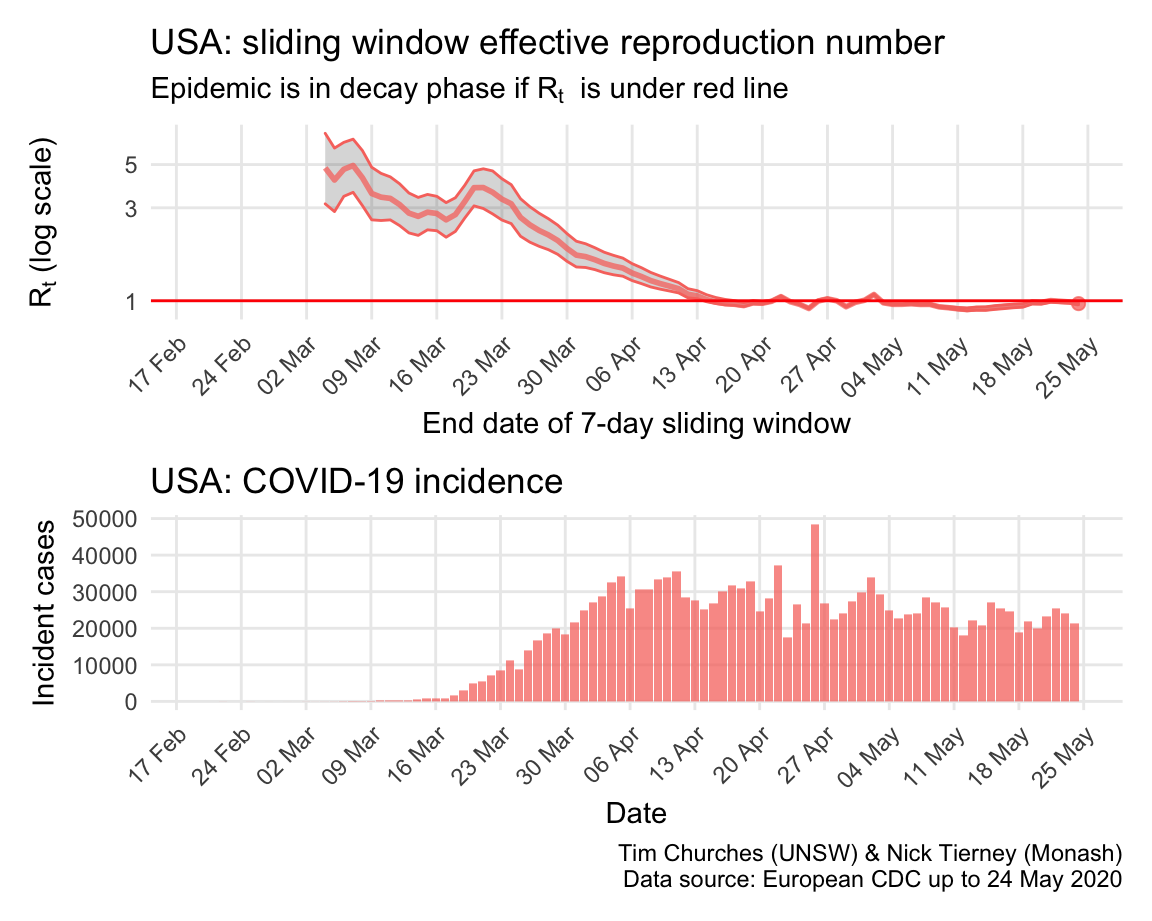 USA: sliding window effective reproduction number
Epidemic is in decay phase if Rt is under red line
Rt (log scale)
5
3
1
17 Feb
24 Feb
02 Mar
09 Mar
16 Mar
23 Mar
30 Mar
06 Apr
13 Apr
20 Apr
27 Apr
04 May
11 May
18 May
25 May
End date of 7-day sliding window
USA: COVID-19 incidence
Incident cases
50000
40000
30000
20000
10000
0
17 Feb
24 Feb
02 Mar
09 Mar
16 Mar
23 Mar
30 Mar
06 Apr
13 Apr
20 Apr
27 Apr
04 May
11 May
18 May
25 May
Date
Tim Churches (UNSW) & Nick Tierney (Monash)
Data source: European CDC up to 24 May 2020